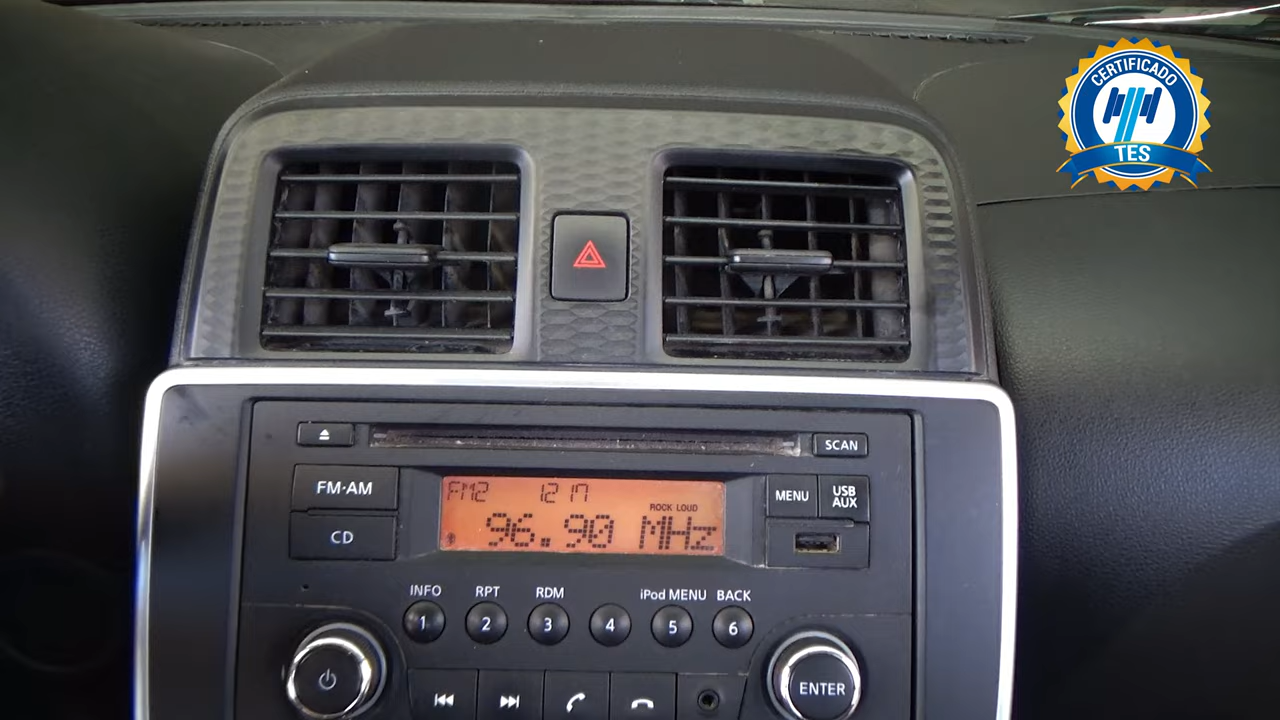 CERTIFICADO
TES
SCAN
FM·AM
CD
FM2 12 17
ROCK LOUD
96.90 MHz
MENU
USB
AUX
INFO RPT RDM iPod MENU BACK
1 2 3 4 5 6
ENTER